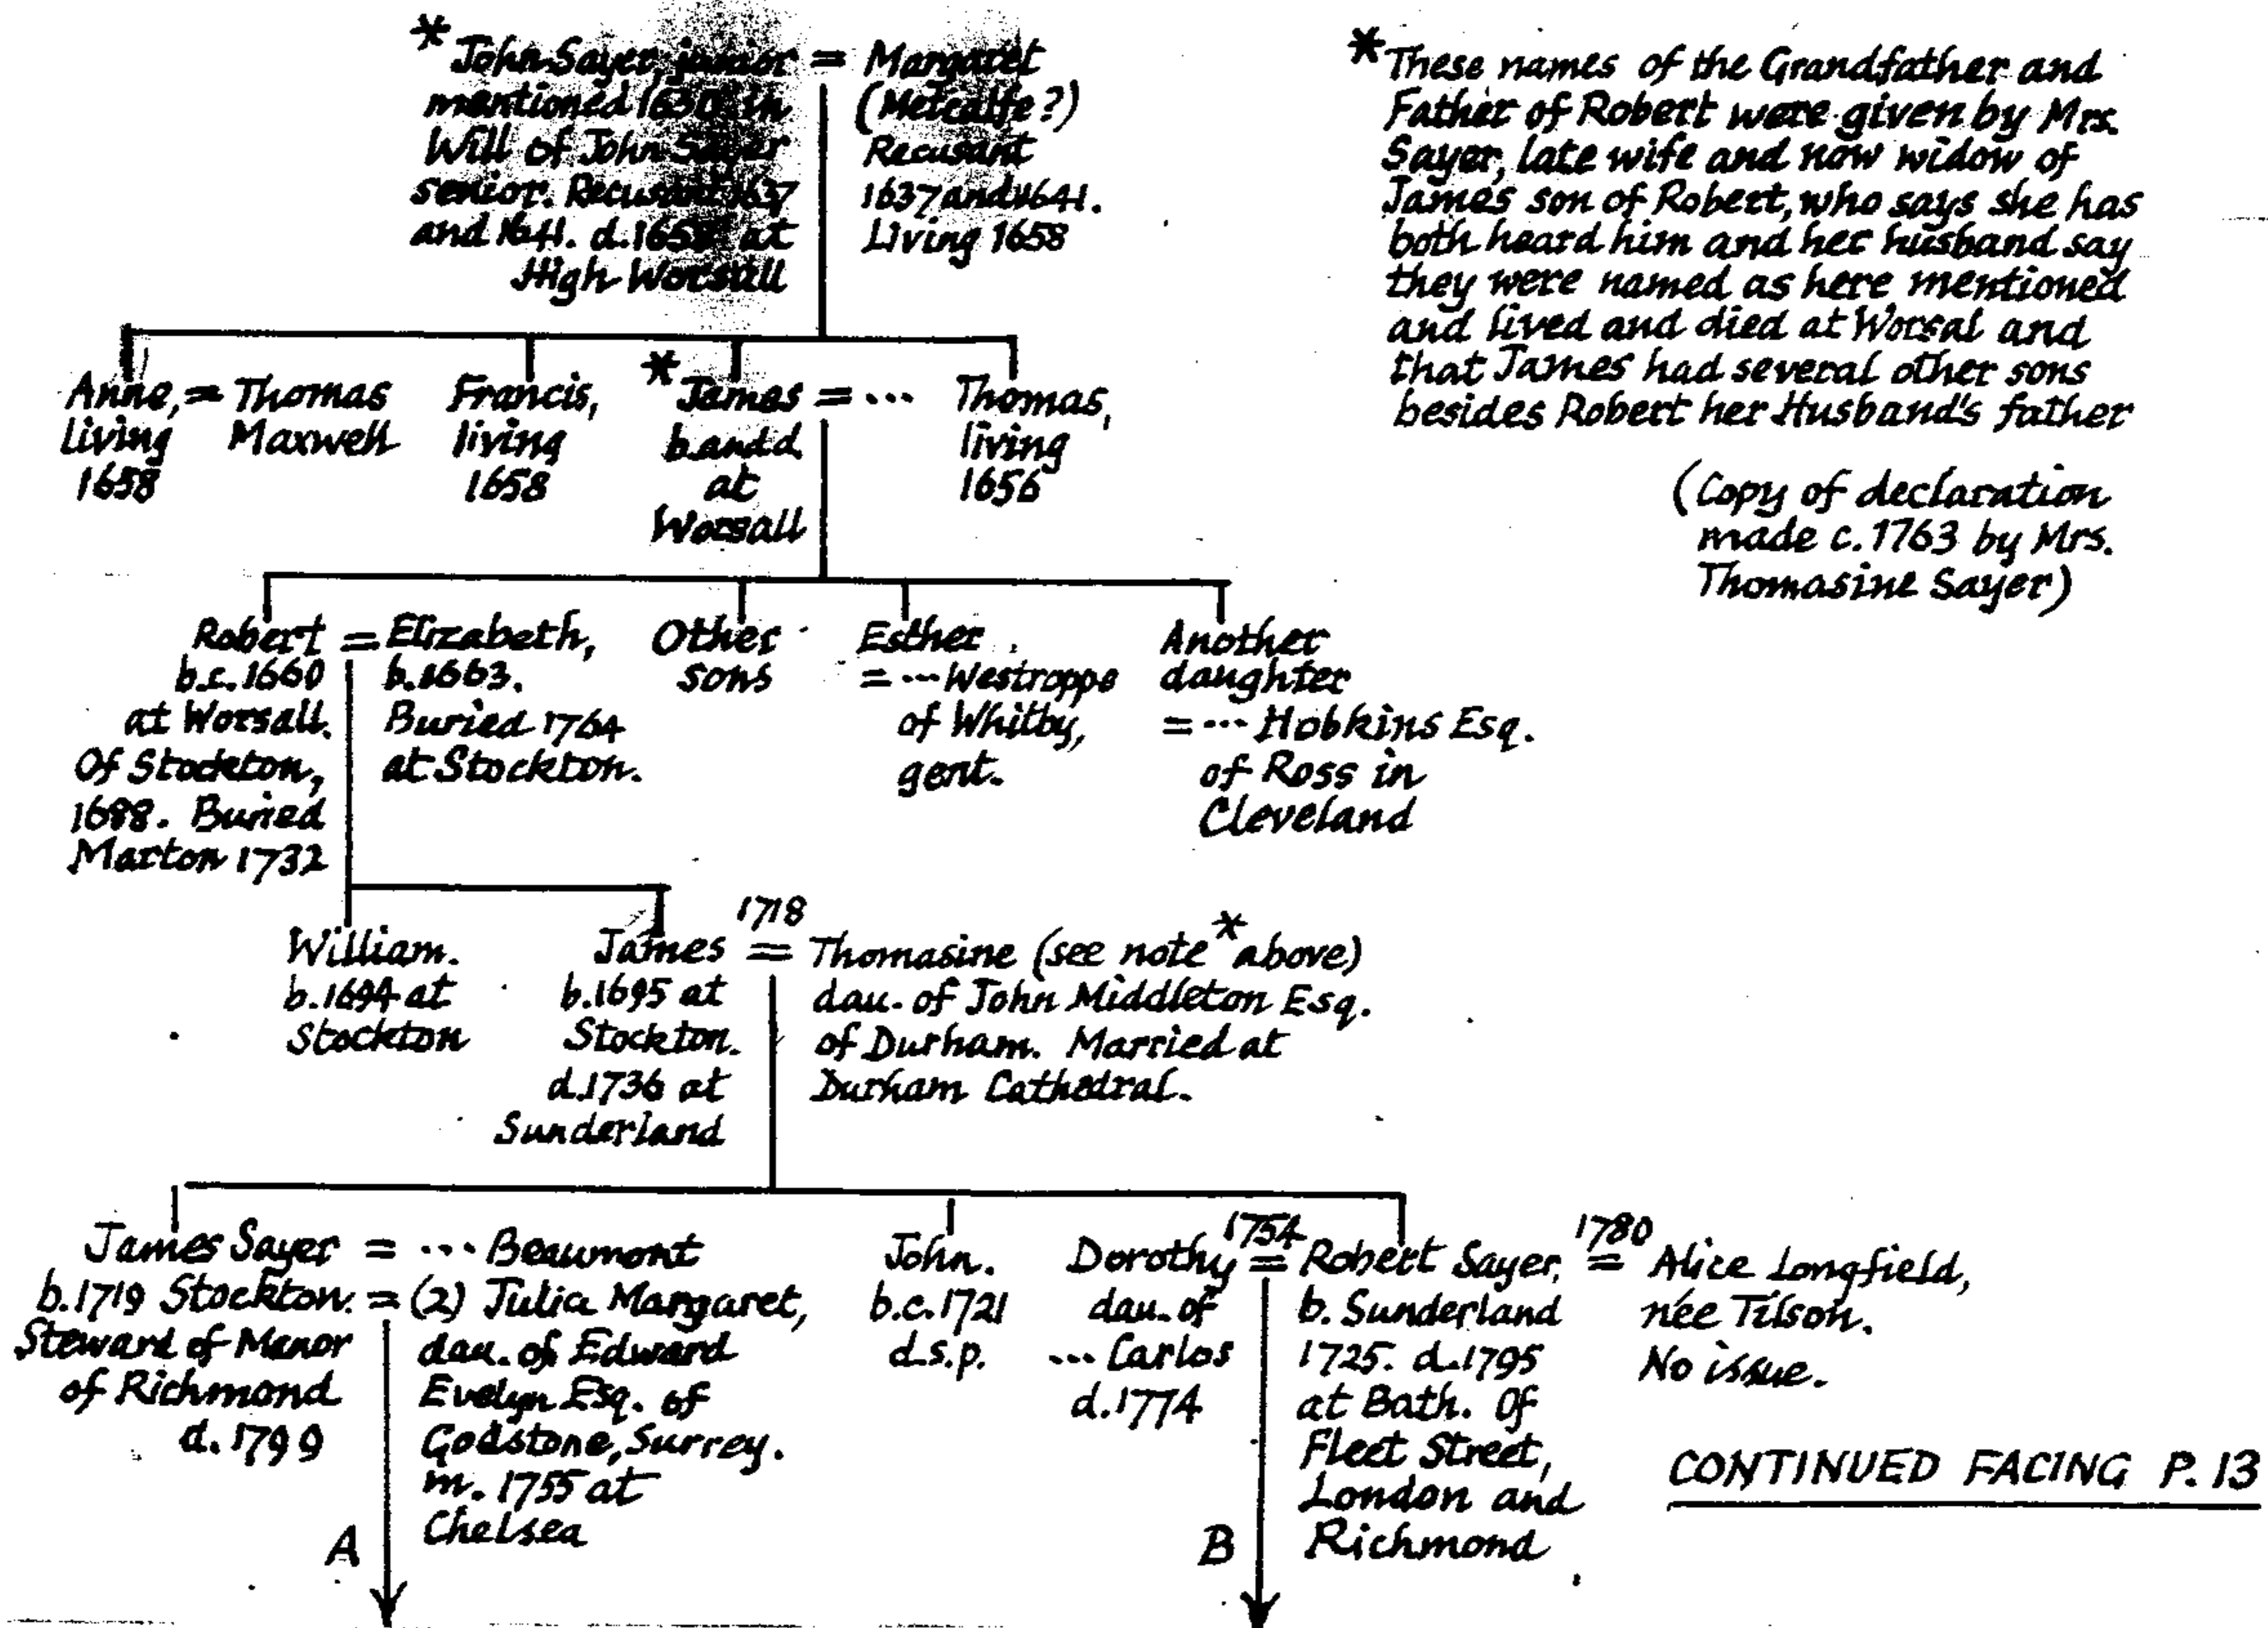 * John Sayer, junior = Margaret
mentioned 1630 in (Metcalfe?)
Will of John Sayer Recusant
senior. Recusant 1637 1637 and 1641.
and 1641. d. 1658 at Living 1658
High Worsall
* These names of the Grandfather and
Father of Robert were given by Mrs.
Sayer, late wife and now widow of
James son of Robert, who says she has
both heard him and her husband say
they were named as here mentioned
and lived and died at Worsal and
that James had several other sons
besides Robert her Husband's father
(Copy of declaration
made c. 1763 by Mrs.
Thomasine Sayer)
Anne, = Thomas
living Maxwell
1658
Francis,
living
1658
* James = ...
b. and d.
at
Worsall
Thomas,
living
1656
Robert = Elizabeth,
b.c. 1660 b. 1663.
at Worsall. Buried 1764
Of Stockton, at Stockton.
1688. Buried
Marton 1732
Other
sons
Esther
= ... Westroppe
of Whitby,
gent.
Another
daughter
= ... Hobkins Esq.
of Ross in
Cleveland
William.
b. 1694 at
Stockton
1718
James = Thomasine (see note * above)
b. 1695 at dau. of John Middleton Esq.
Stockton. of Durham. Married at
d. 1736 at Durham Cathedral.
Sunderland
James Sayer = ... Beaumont
b. 1719 Stockton. = (2) Julia Margaret,
Steward of Manor dau. of Edward
of Richmond Evelyn Esq. of
d. 1799 Godstone, Surrey.
m. 1755 at
Chelsea
A
John.
b.c. 1721
d.s.p.
1754 1780
Dorothy = Robert Sayer, = Alice Longfield,
dau. of b. Sunderland née Tilson.
... Carlos 1725. d. 1795 No issue.
d. 1774 at Bath. Of
Fleet Street,
London and
Richmond
B
CONTINUED FACING P. 13